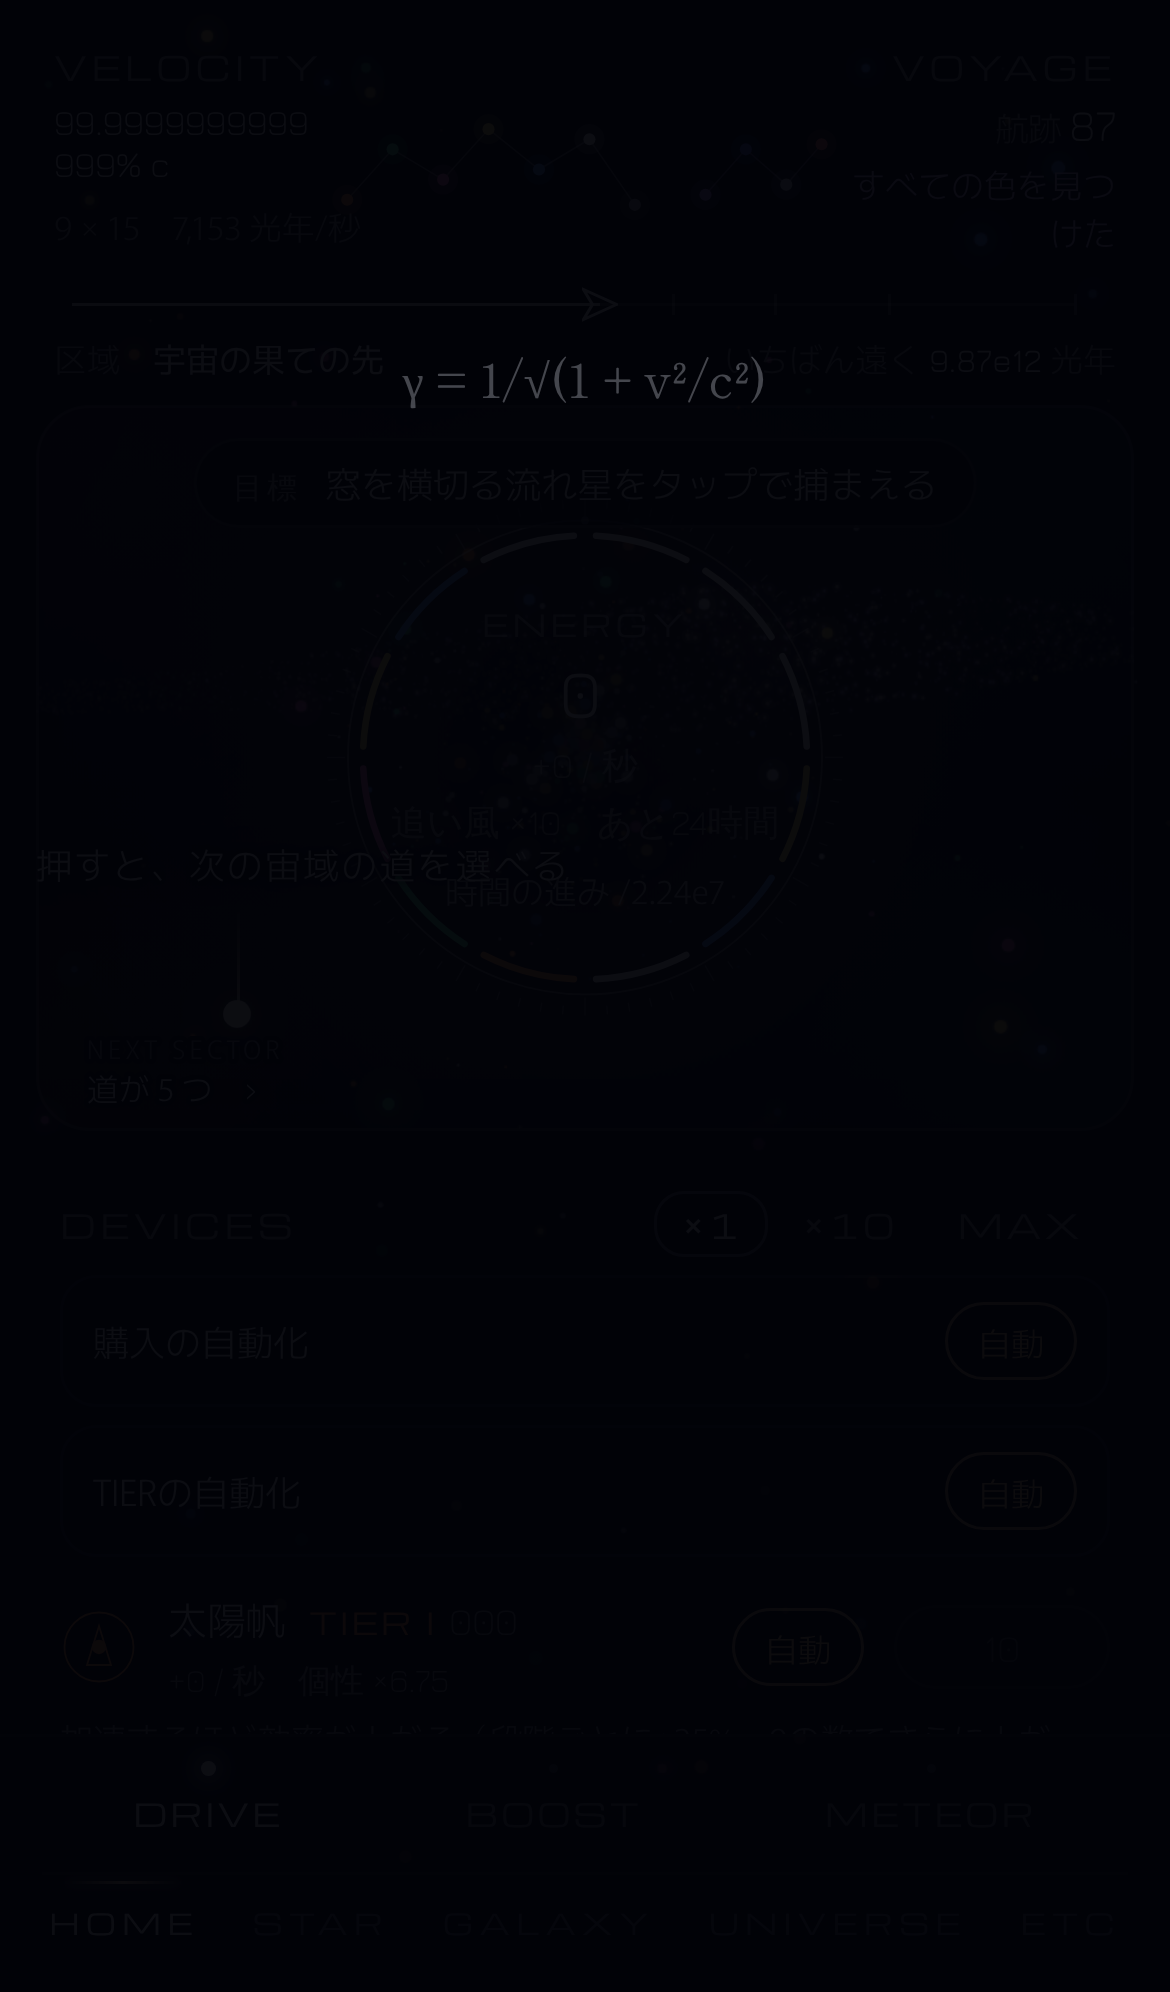 VELOCITY
VOYAGE
99.9999999999
999% c
航跡 87
すべての色を見つ
けた
9 × 15 7,153 光年/秒
区域 宇宙の果ての先
いちばん遠く 9.87e12 光年
γ = 1/√(1 + v²/c²)
目標 窓を横切る流れ星をタップで捕まえる
ENERGY
0
+0 / 秒
追い風 ×10 あと24時間
押すと、次の宙域の道を選べる
時間の進み /2.24e7
NEXT SECTOR
道が 5 つ ›
DEVICES
×1 ×10 MAX
購入の自動化 自動
TIERの自動化 自動
太陽帆 TIER I 000
自動 10
+0 / 秒 個性 ×6.75
DRIVE BOOST METEOR
HOME STAR GALAXY UNIVERSE ETC